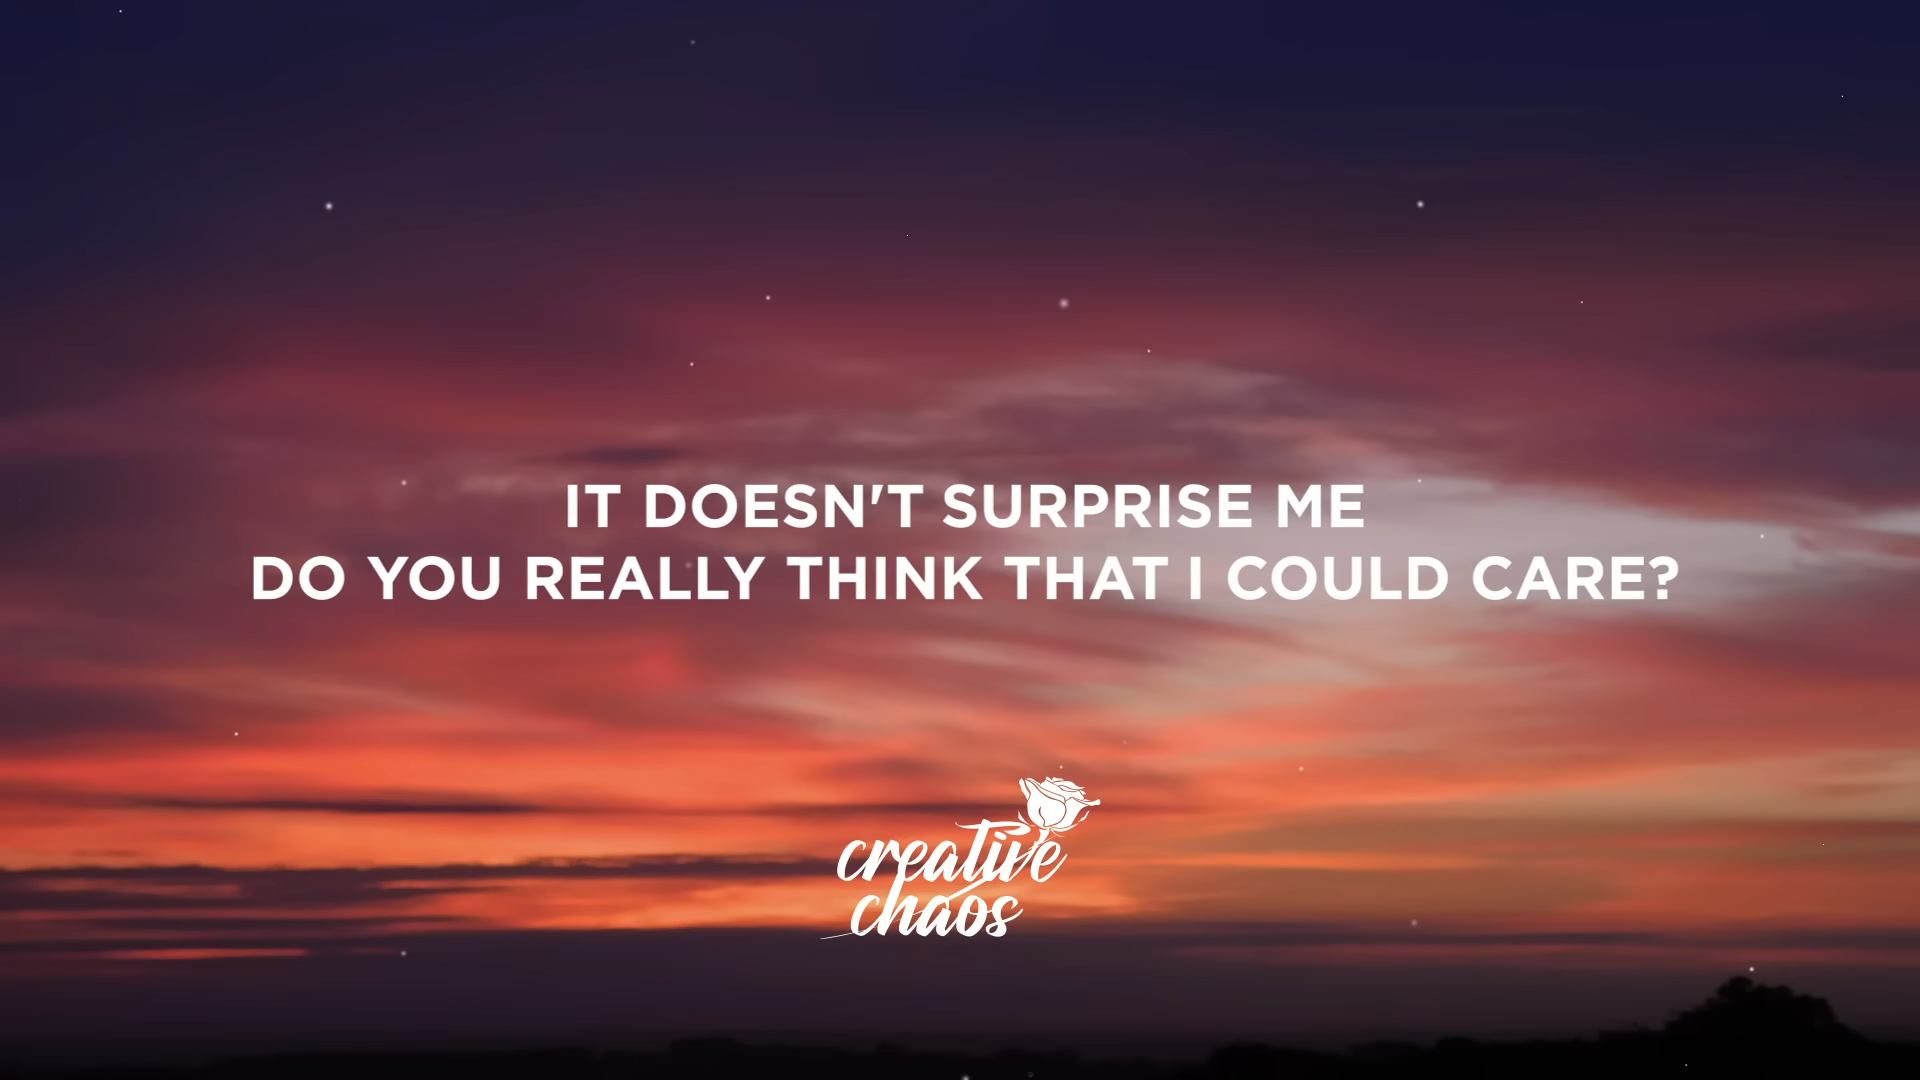 IT DOESN'T SURPRISE ME
DO YOU REALLY THINK THAT I COULD CARE?
creative
chaos